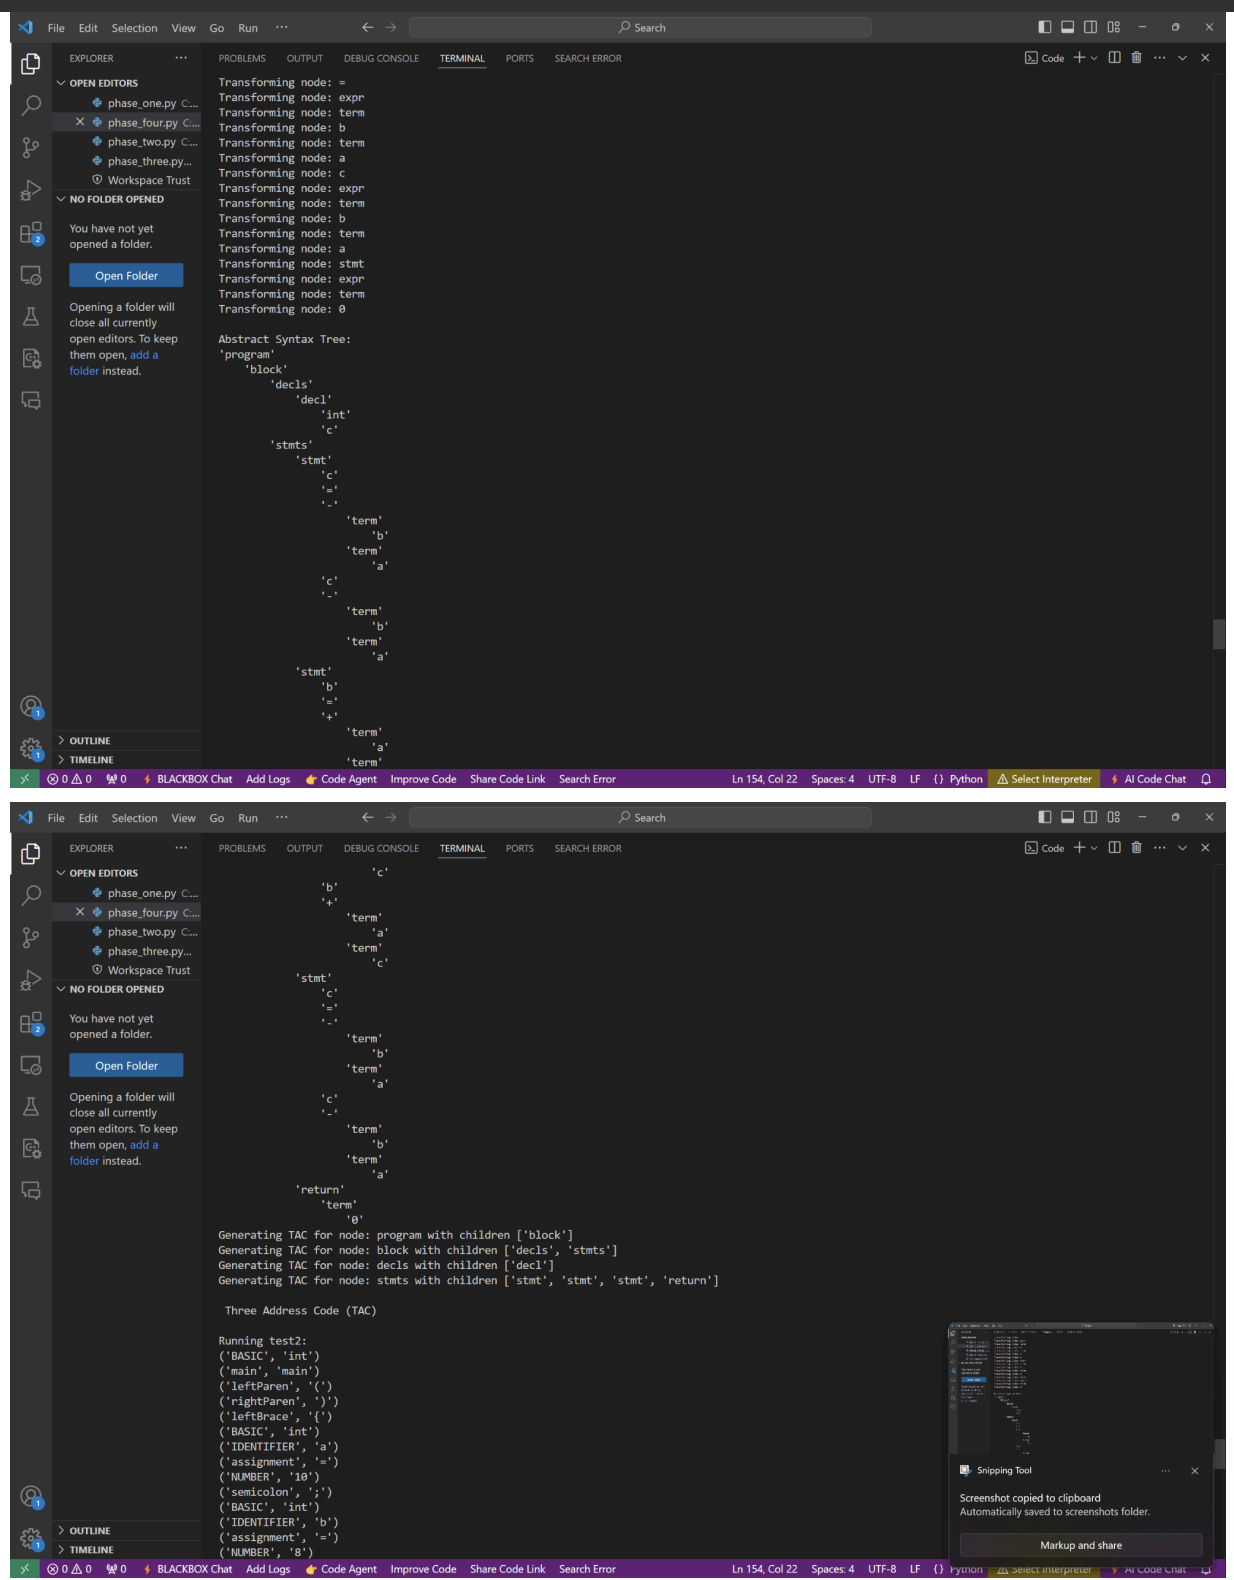 File Edit Selection View Go Run ··· Search
EXPLORER ··· PROBLEMS OUTPUT DEBUG CONSOLE TERMINAL PORTS SEARCH ERROR Code
OPEN EDITORS
phase_one.py C:...
phase_four.py C:...
phase_two.py C:...
phase_three.py...
Workspace Trust
NO FOLDER OPENED
You have not yet
opened a folder.
Open Folder
Opening a folder will
close all currently
open editors. To keep
them open, add a
folder instead.
OUTLINE
TIMELINE
Transforming node: =
Transforming node: expr
Transforming node: term
Transforming node: b
Transforming node: term
Transforming node: a
Transforming node: c
Transforming node: expr
Transforming node: term
Transforming node: b
Transforming node: term
Transforming node: a
Transforming node: stmt
Transforming node: expr
Transforming node: term
Transforming node: 0
Abstract Syntax Tree:
'program'
'block'
'decls'
'decl'
'int'
'c'
'stmts'
'stmt'
'c'
'='
'-'
'term'
'b'
'term'
'a'
'c'
'-'
'term'
'b'
'term'
'a'
'stmt'
'b'
'='
'+'
'term'
'a'
'term'
0 0 0 BLACKBOX Chat Add Logs Code Agent Improve Code Share Code Link Search Error Ln 154, Col 22 Spaces: 4 UTF-8 LF {} Python Select Interpreter AI Code Chat
File Edit Selection View Go Run ··· Search
EXPLORER ··· PROBLEMS OUTPUT DEBUG CONSOLE TERMINAL PORTS SEARCH ERROR Code
OPEN EDITORS
phase_one.py C:...
phase_four.py C:...
phase_two.py C:...
phase_three.py...
Workspace Trust
NO FOLDER OPENED
You have not yet
opened a folder.
Open Folder
Opening a folder will
close all currently
open editors. To keep
them open, add a
folder instead.
OUTLINE
TIMELINE
'c'
'b'
'+'
'term'
'a'
'term'
'c'
'stmt'
'c'
'='
'-'
'term'
'b'
'term'
'a'
'c'
'-'
'term'
'b'
'term'
'a'
'return'
'term'
'0'
Generating TAC for node: program with children ['block']
Generating TAC for node: block with children ['decls', 'stmts']
Generating TAC for node: decls with children ['decl']
Generating TAC for node: stmts with children ['stmt', 'stmt', 'stmt', 'return']
Three Address Code (TAC)
Running test2:
('BASIC', 'int')
('main', 'main')
('leftParen', '(')
('rightParen', ')')
('leftBrace', '{')
('BASIC', 'int')
('IDENTIFIER', 'a')
('assignment', '=')
('NUMBER', '10')
('semicolon', ';')
('BASIC', 'int')
('IDENTIFIER', 'b')
('assignment', '=')
('NUMBER', '8')
Snipping Tool ···
Screenshot copied to clipboard
Automatically saved to screenshots folder.
Markup and share
0 0 0 BLACKBOX Chat Add Logs Code Agent Improve Code Share Code Link Search Error Ln 154, Col 22 Spaces: 4 UTF-8 LF {} Python Select Interpreter AI Code Chat